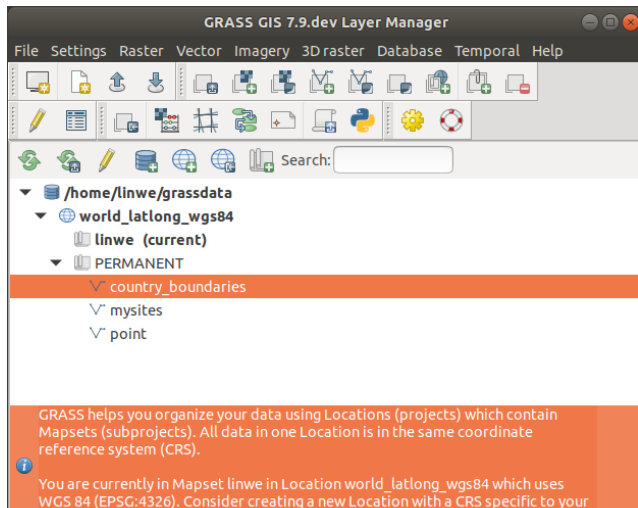 GRASS GIS 7.9.dev Layer Manager
File Settings Raster Vector Imagery 3D raster Database Temporal Help
Search:
/home/linwe/grassdata
world_latlong_wgs84
linwe (current)
PERMANENT
country_boundaries
mysites
point
GRASS helps you organize your data using Locations (projects) which contain
Mapsets (subprojects). All data in one Location is in the same coordinate
reference system (CRS).
You are currently in Mapset linwe in Location world_latlong_wgs84 which uses
WGS 84 (EPSG:4326). Consider creating a new Location with a CRS specific to your